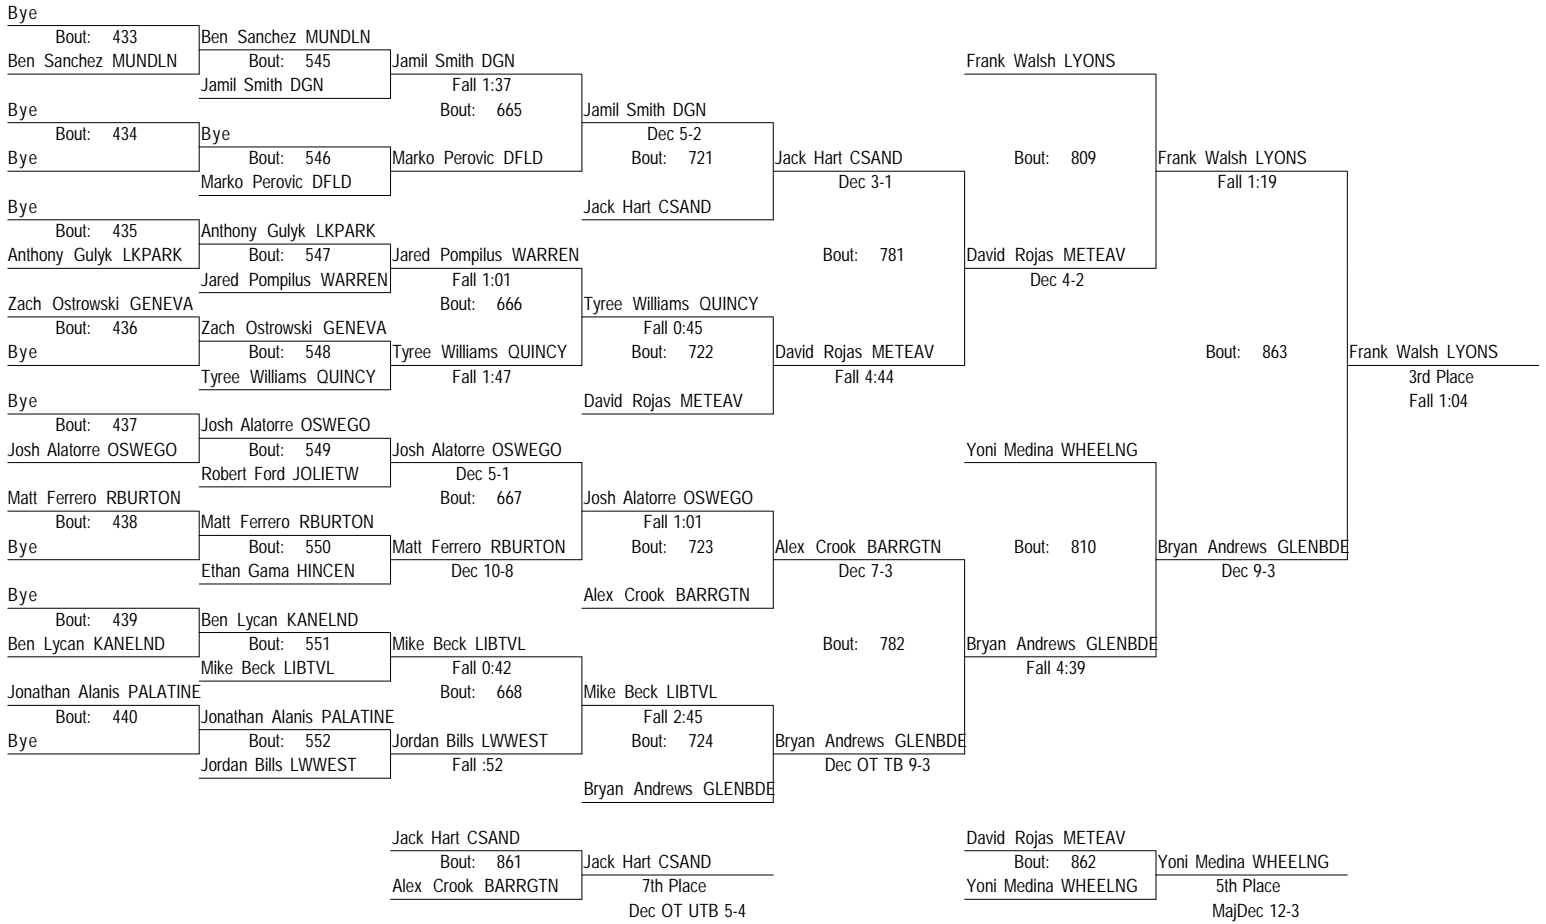 Bye
Bout: 433
Ben Sanchez MUNDLN
Bye
Bout: 434
Bye
Bye
Bout: 435
Anthony Gulyk LKPARK
Zach Ostrowski GENEVA
Bout: 436
Bye
Bye
Bout: 437
Josh Alatorre OSWEGO
Matt Ferrero RBURTON
Bout: 438
Bye
Bye
Bout: 439
Ben Lycan KANELND
Jonathan Alanis PALATINE
Bout: 440
Bye
Ben Sanchez MUNDLN
Bout: 545
Jamil Smith DGN
Bye
Bout: 546
Marko Perovic DFLD
Anthony Gulyk LKPARK
Bout: 547
Jared Pompilus WARREN
Zach Ostrowski GENEVA
Bout: 548
Tyree Williams QUINCY
Josh Alatorre OSWEGO
Bout: 549
Robert Ford JOLIETW
Matt Ferrero RBURTON
Bout: 550
Ethan Gama HINCEN
Ben Lycan KANELND
Bout: 551
Mike Beck LIBTVL
Jonathan Alanis PALATINE
Bout: 552
Jordan Bills LWWEST
Jamil Smith DGN
Fall 1:37
Bout: 665
Marko Perovic DFLD
Jared Pompilus WARREN
Fall 1:01
Bout: 666
Tyree Williams QUINCY
Fall 1:47
Josh Alatorre OSWEGO
Dec 5-1
Bout: 667
Matt Ferrero RBURTON
Dec 10-8
Mike Beck LIBTVL
Fall 0:42
Bout: 668
Jordan Bills LWWEST
Fall :52
Jamil Smith DGN
Dec 5-2
Bout: 721
Jack Hart CSAND
Tyree Williams QUINCY
Fall 0:45
Bout: 722
David Rojas METEAV
Josh Alatorre OSWEGO
Fall 1:01
Bout: 723
Alex Crook BARRGTN
Mike Beck LIBTVL
Fall 2:45
Bout: 724
Bryan Andrews GLENBDE
Jack Hart CSAND
Dec 3-1
Bout: 781
David Rojas METEAV
Fall 4:44
Alex Crook BARRGTN
Dec 7-3
Bout: 782
Bryan Andrews GLENBDE
Dec OT TB 9-3
Frank Walsh LYONS
Bout: 809
David Rojas METEAV
Dec 4-2
Yoni Medina WHEELNG
Bout: 810
Bryan Andrews GLENBDE
Fall 4:39
Frank Walsh LYONS
Fall 1:19
Bout: 863
Bryan Andrews GLENBDE
Dec 9-3
Frank Walsh LYONS
3rd Place
Fall 1:04
Jack Hart CSAND
Bout: 861
Alex Crook BARRGTN
Jack Hart CSAND
7th Place
Dec OT UTB 5-4
David Rojas METEAV
Bout: 862
Yoni Medina WHEELNG
Yoni Medina WHEELNG
5th Place
MajDec 12-3